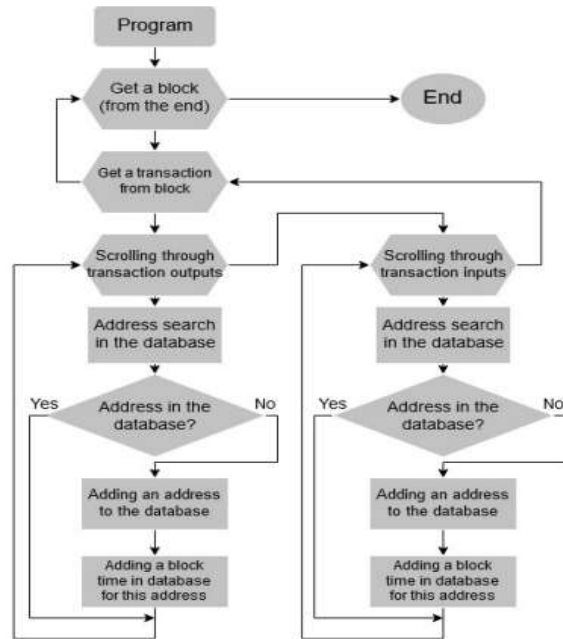 Program
Get a block
(from the end)
End
Get a transaction
from block
Scrolling through
transaction outputs
Scrolling through
transaction inputs
Address search
in the database
Address search
in the database
Yes
Address in the
database?
No
Yes
Address in the
database?
No
Adding an address
to the database
Adding an address
to the database
Adding a block
time in database
for this address
Adding a block
time in database
for this address